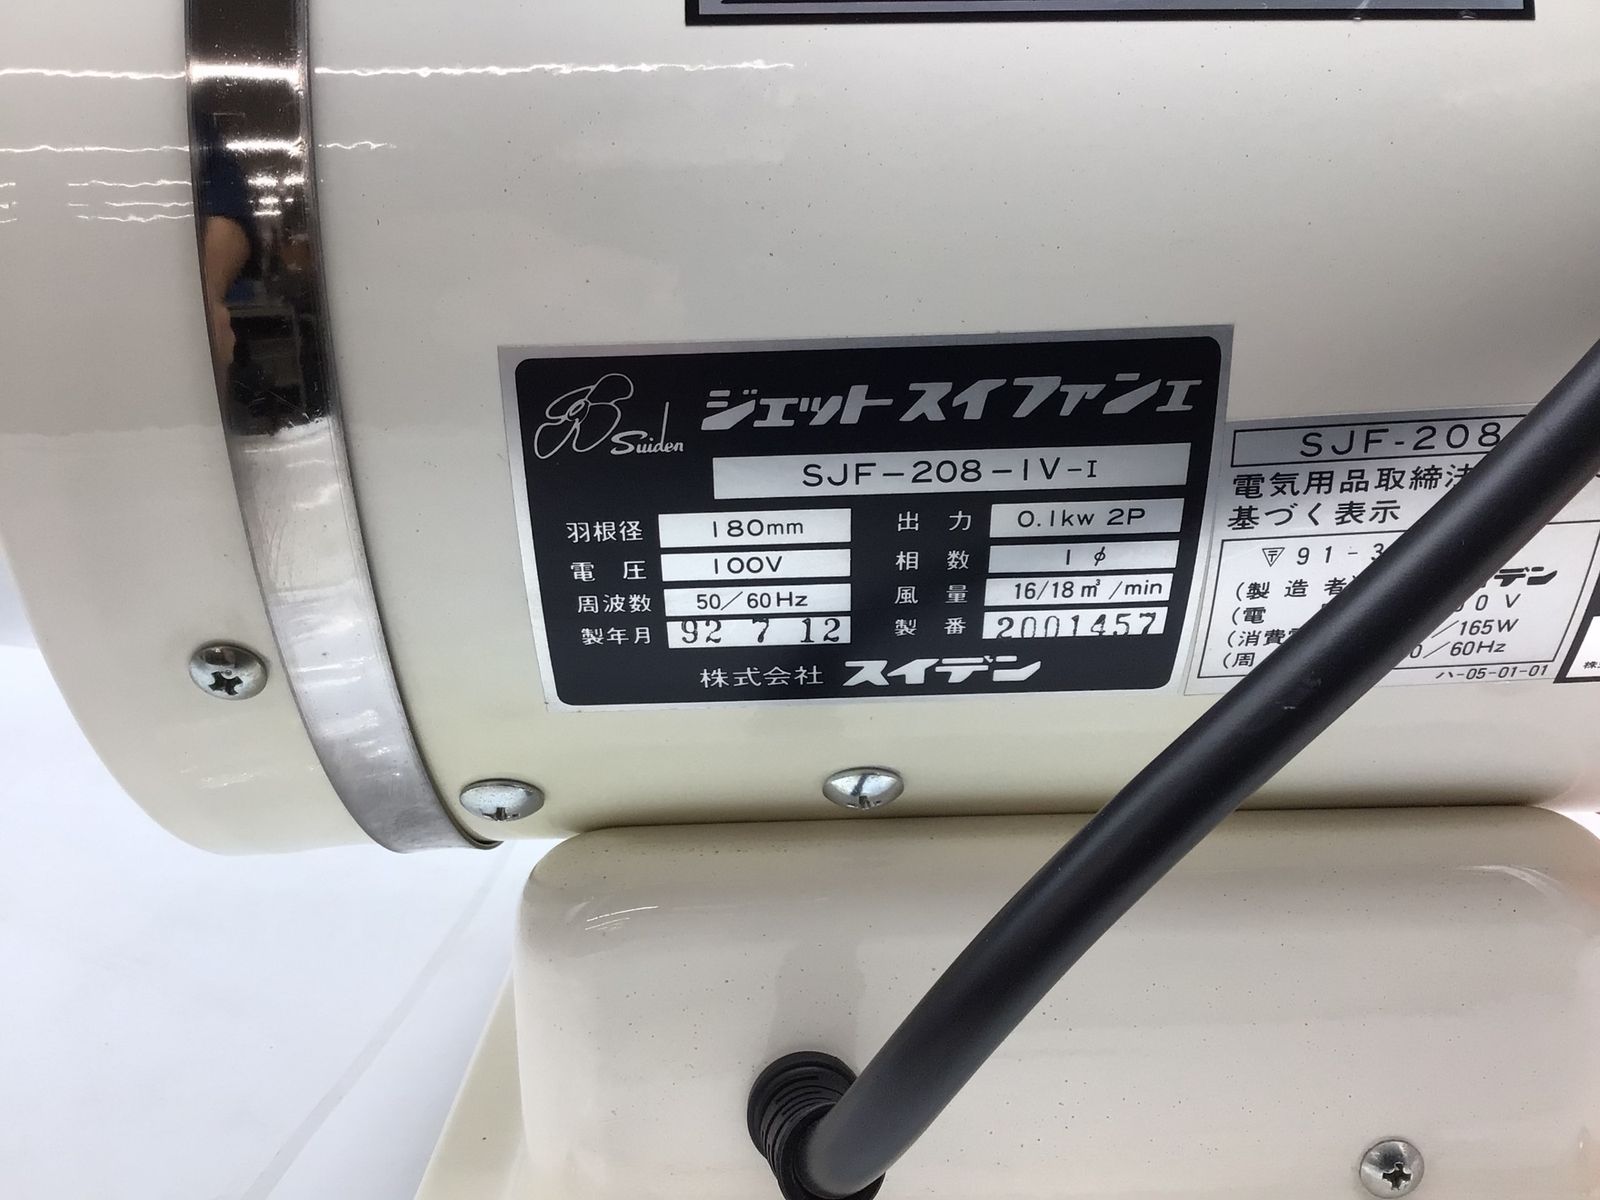 Suiden ジェットスイファンI
SJF-208-1V-I
羽根径 180mm 出力 0.1kw 2P
電圧 100V 相数 1φ
周波数 50/60Hz 風量 16/18㎥/min
製年月 92 7 12 製番 2001457
株式会社 スイデン
SJF-208
電気用品取締法
基づく表示
〒 91-3
(製造者) デン
(電 00V
(消費電 /165W
(周 0/60Hz
ハ-05-01-01